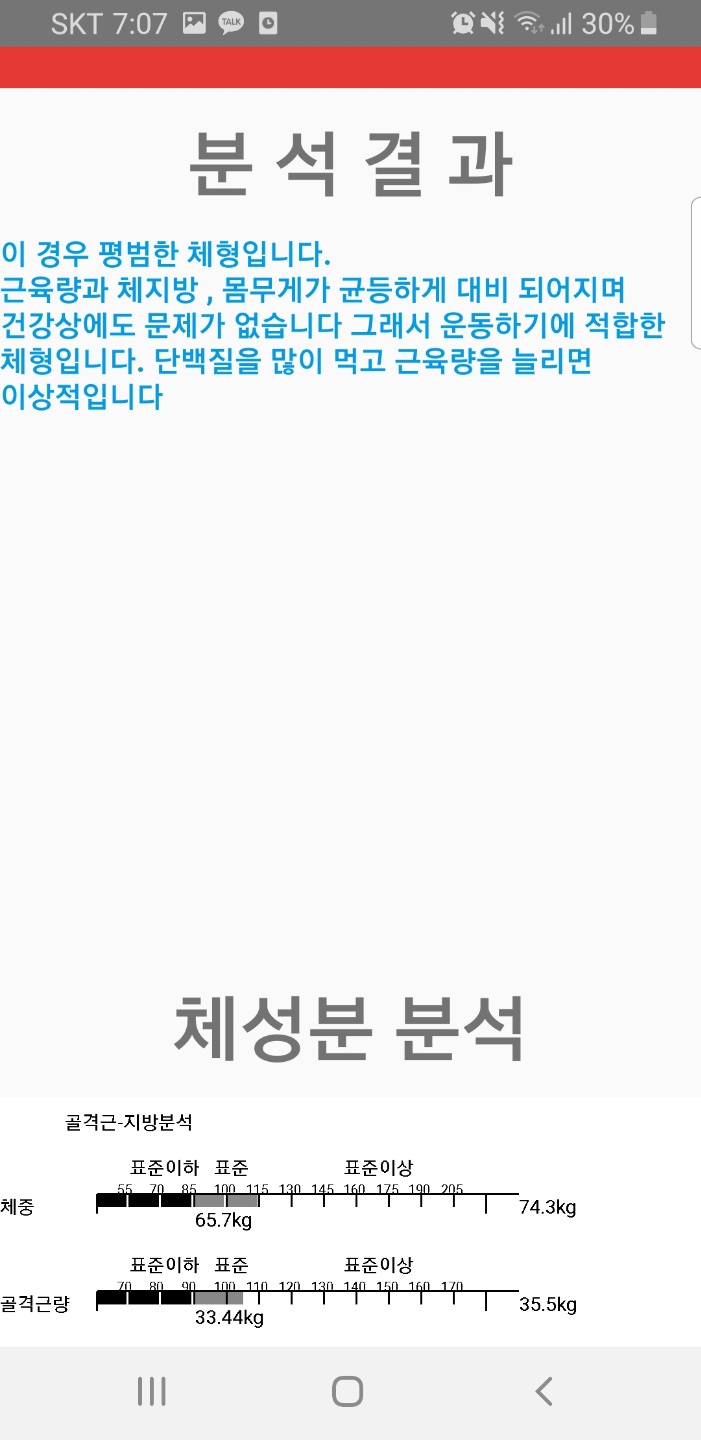 SKT 7:07 TALK 30%
분 석 결 과
이 경우 평범한 체형입니다.
근육량과 체지방 , 몸무게가 균등하게 대비 되어지며
건강상에도 문제가 없습니다 그래서 운동하기에 적합한
체형입니다. 단백질을 많이 먹고 근육량을 늘리면
이상적입니다
체성분 분석
골격근-지방분석
표준이하 표준 표준이상
55 70 85 100 115 130 145 160 175 190 205
체중 74.3kg
65.7kg
표준이하 표준 표준이상
70 80 90 100 110 120 130 140 150 160 170
골격근량 35.5kg
33.44kg